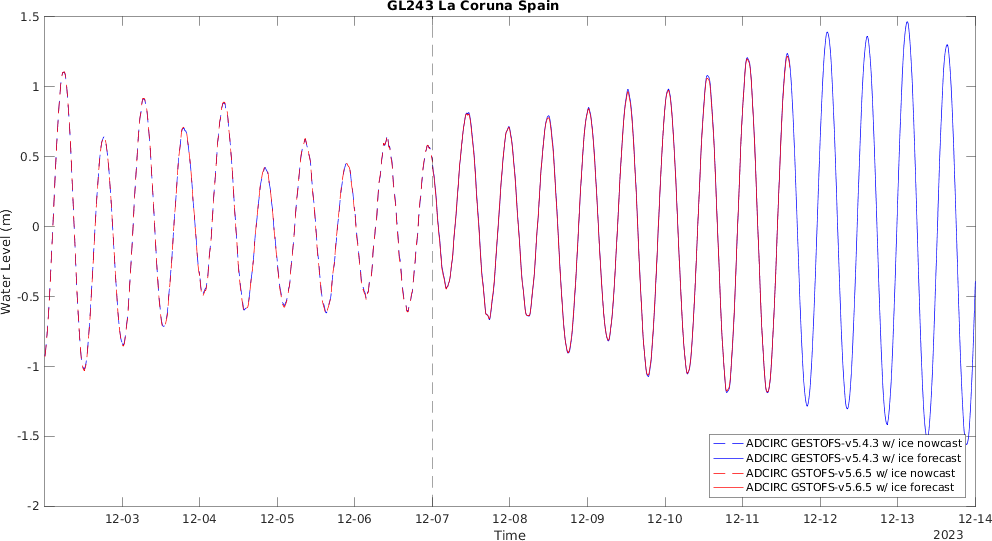 GL243 La Coruna Spain
1.5
1
0.5
0
-0.5
-1
-1.5
-2
Water Level (m)
12-03 12-04 12-05 12-06 12-07 12-08 12-09 12-10 12-11 12-12 12-13 12-14
Time
2023
ADCIRC GESTOFS-v5.4.3 w/ ice nowcast
ADCIRC GESTOFS-v5.4.3 w/ ice forecast
ADCIRC GSTOFS-v5.6.5 w/ ice nowcast
ADCIRC GSTOFS-v5.6.5 w/ ice forecast